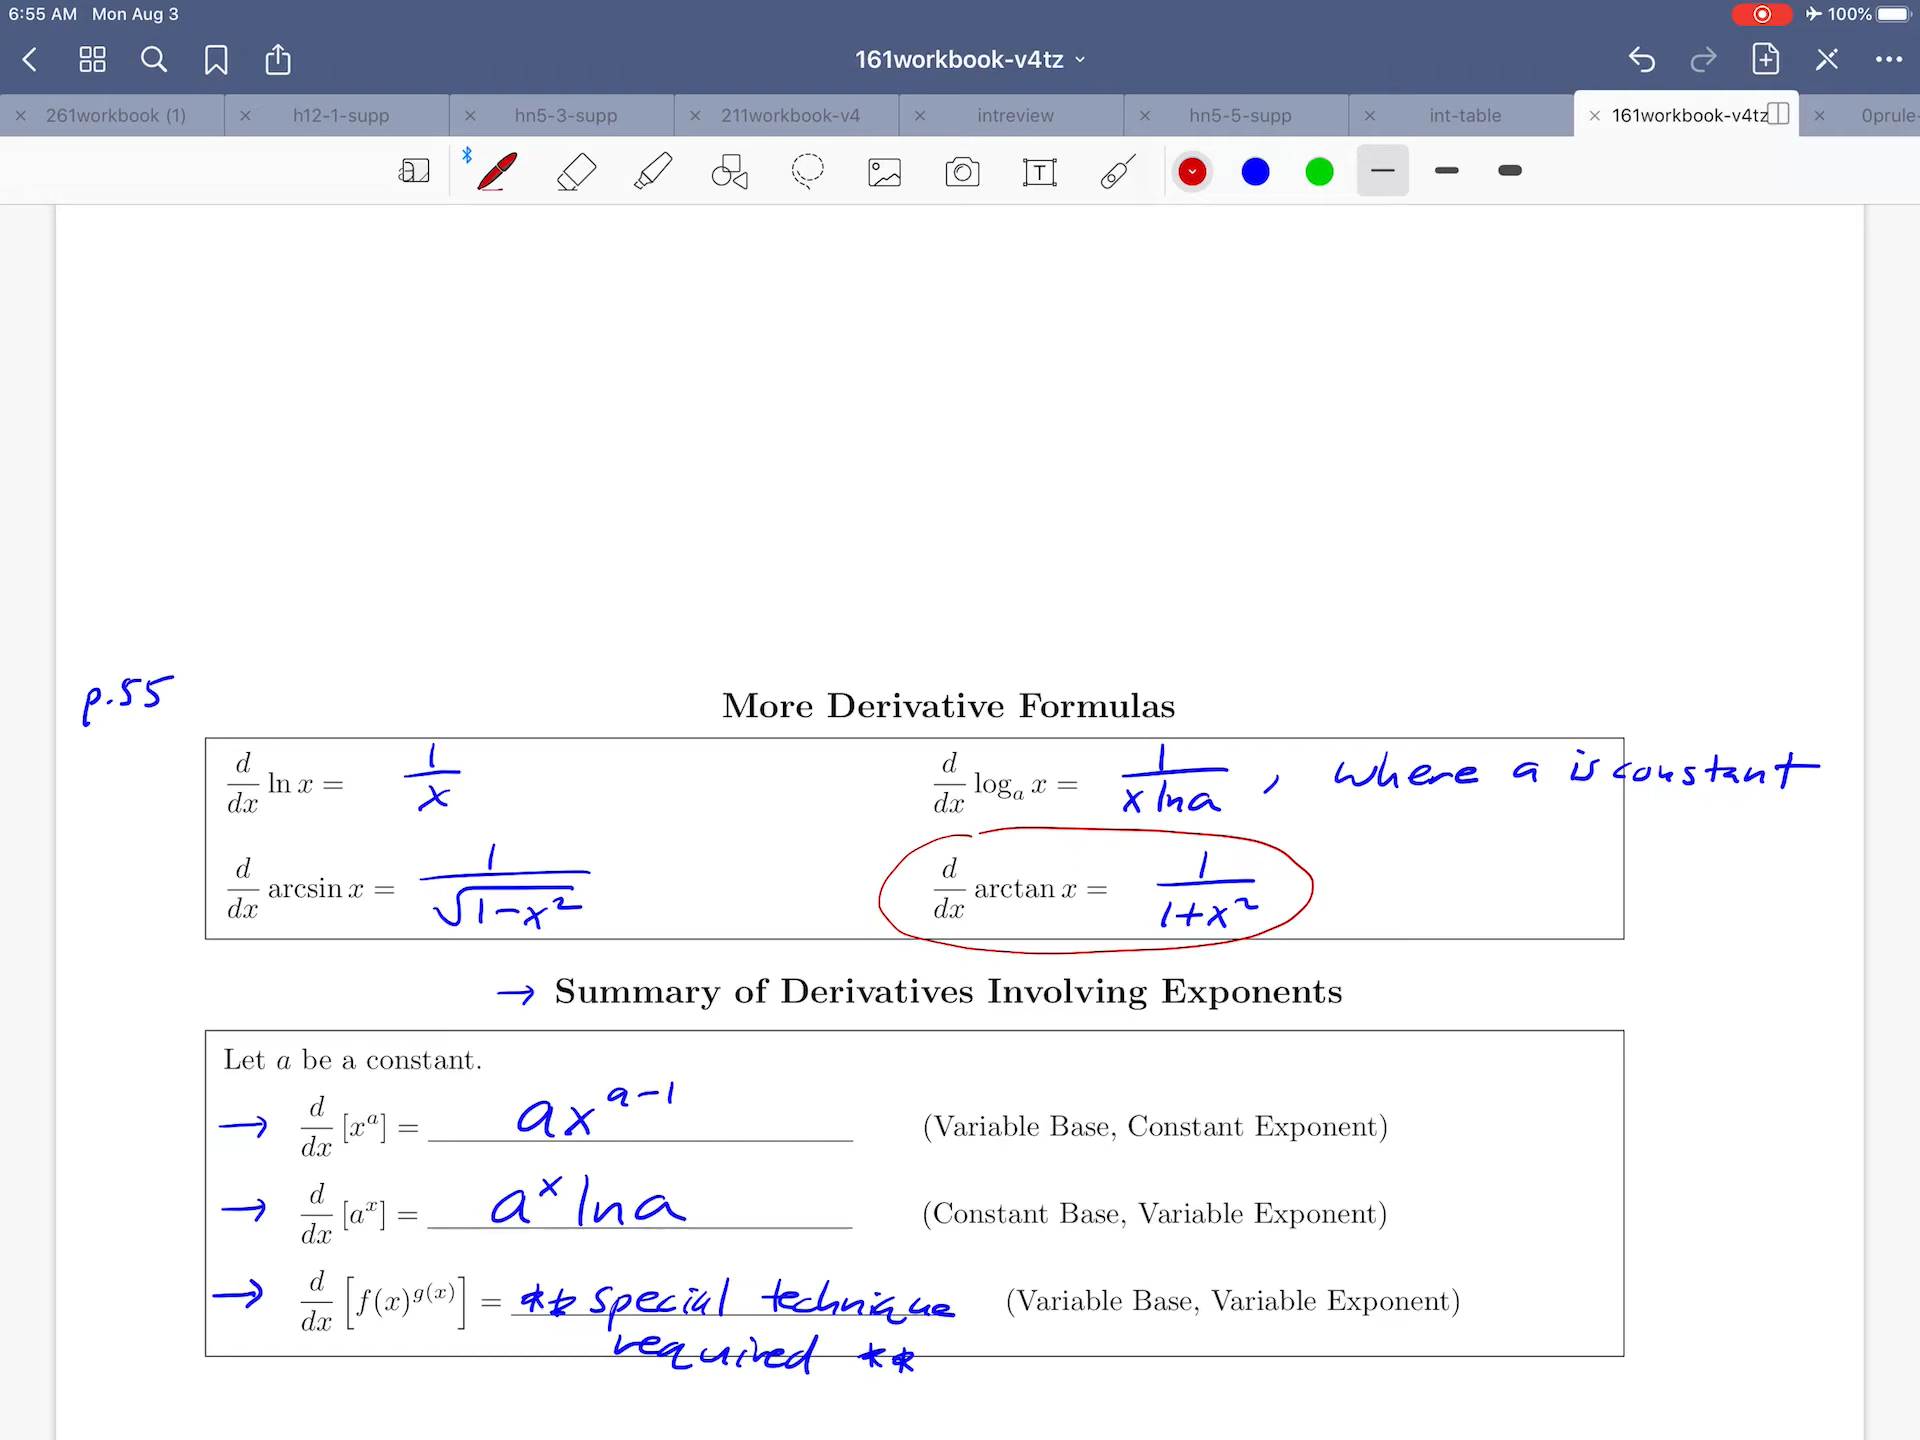 6:55 AM Mon Aug 3 100%
161workbook-v4tz
261workbook (1) h12-1-supp hn5-3-supp 211workbook-v4 intreview hn5-5-supp int-table 161workbook-v4tz 0prule-
p.55
More Derivative Formulas
d/dx ln x = 1/x d/dx log_a x = 1/(x ln a) , where a is constant
d/dx arcsin x = 1/√(1-x²) d/dx arctan x = 1/(1+x²)
→ Summary of Derivatives Involving Exponents
Let a be a constant.
→ d/dx [x^a] = ax^(a-1) (Variable Base, Constant Exponent)
→ d/dx [a^x] = a^x ln a (Constant Base, Variable Exponent)
→ d/dx [f(x)^g(x)] = ** special technique (Variable Base, Variable Exponent)
required **